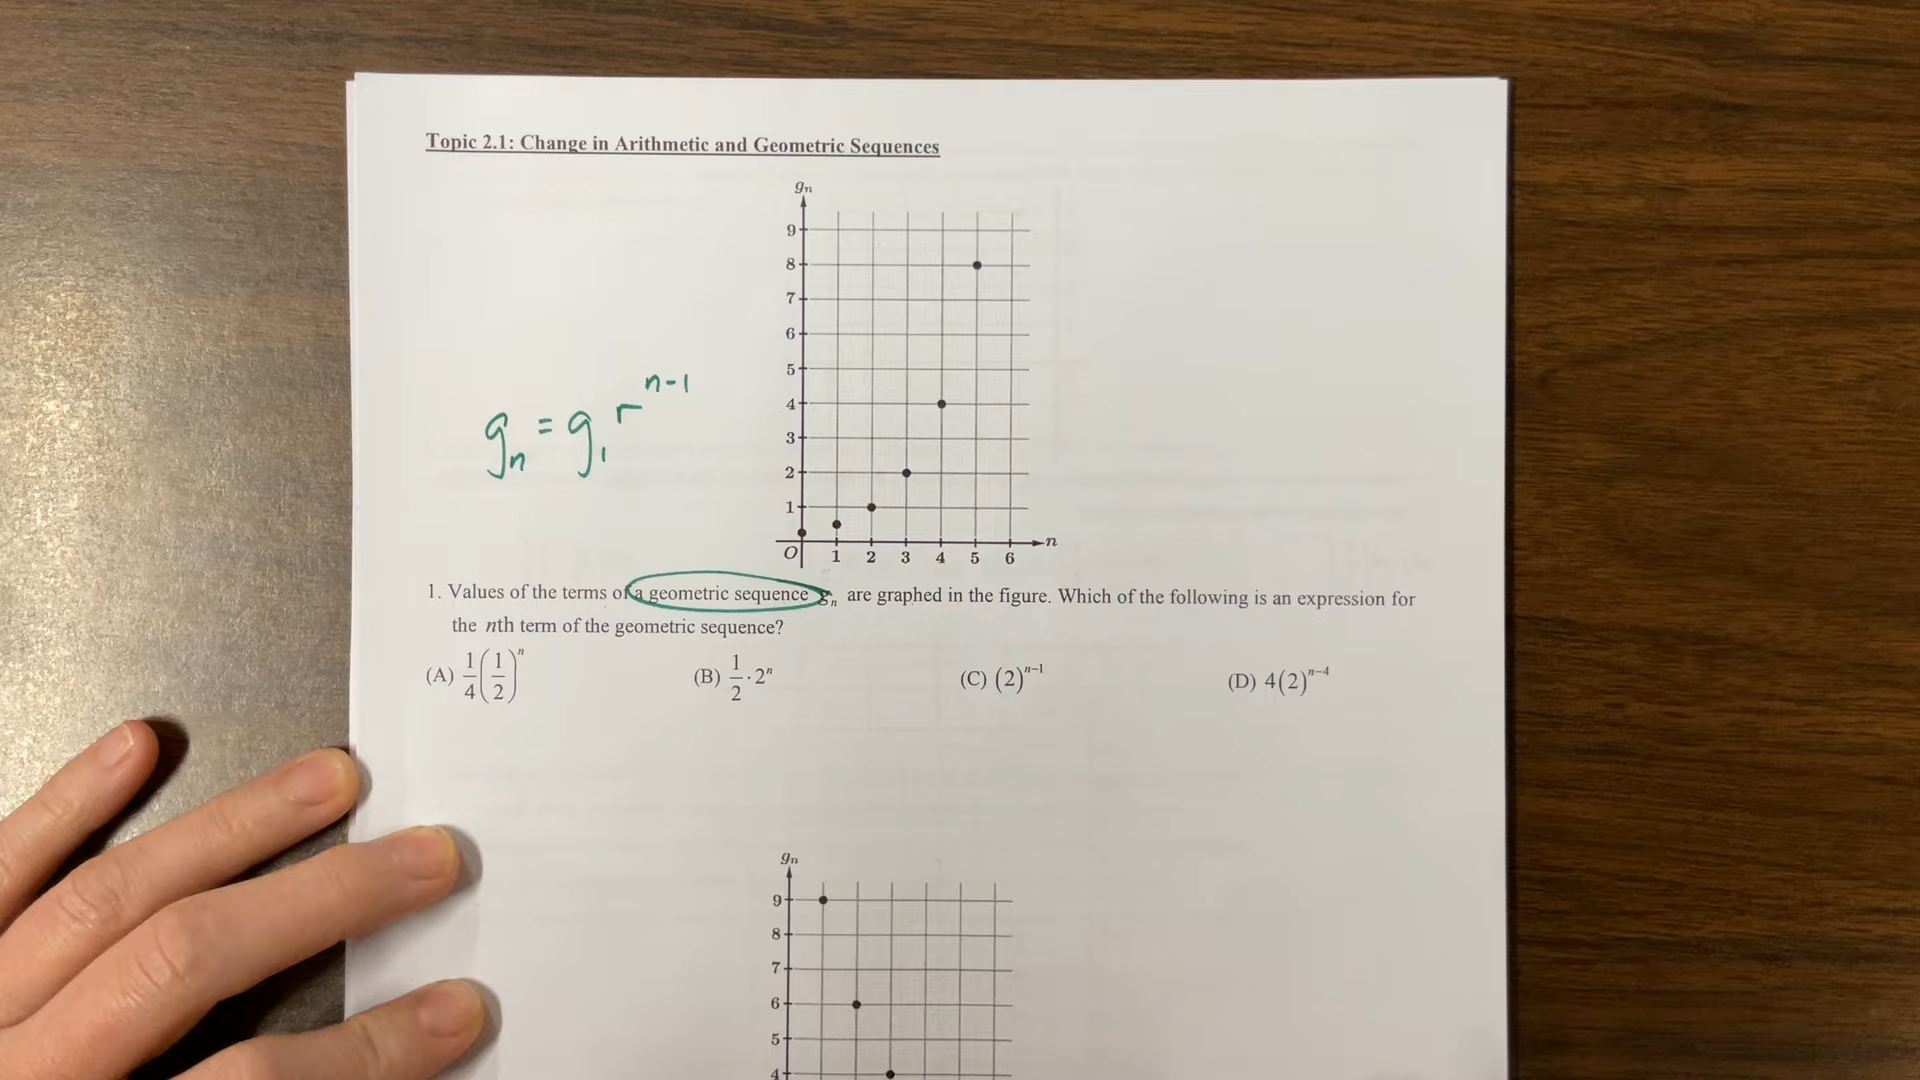 Topic 2.1: Change in Arithmetic and Geometric Sequences
gn
9
8
7
6
5
4
3
2
1
O 1 2 3 4 5 6 n
gn = g1 r^n-1
1. Values of the terms of a geometric sequence gn are graphed in the figure. Which of the following is an expression for
the nth term of the geometric sequence?
(A) 1/4(1/2)^n (B) 1/2 · 2^n (C) (2)^n-1 (D) 4(2)^n-4
gn
9
8
7
6
5
4